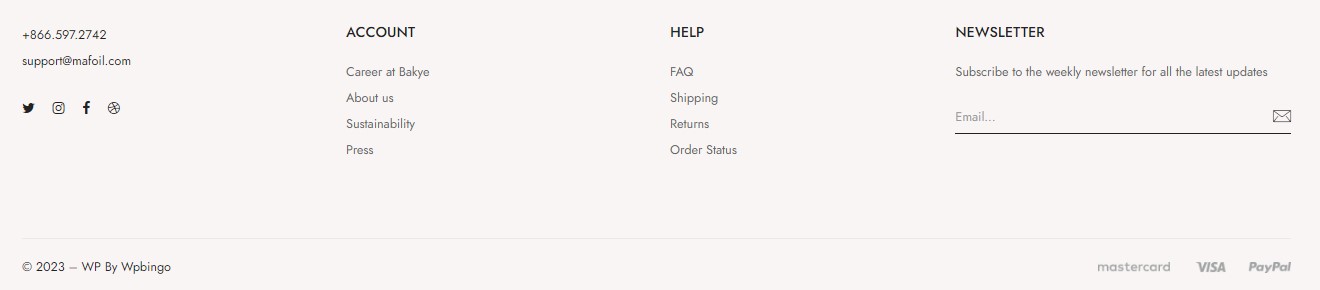 +866.597.2742
support@mafoil.com
ACCOUNT
Career at Bakye
About us
Sustainability
Press
HELP
FAQ
Shipping
Returns
Order Status
NEWSLETTER
Subscribe to the weekly newsletter for all the latest updates
Email...
© 2023 – WP By Wpbingo
mastercard VISA PayPal